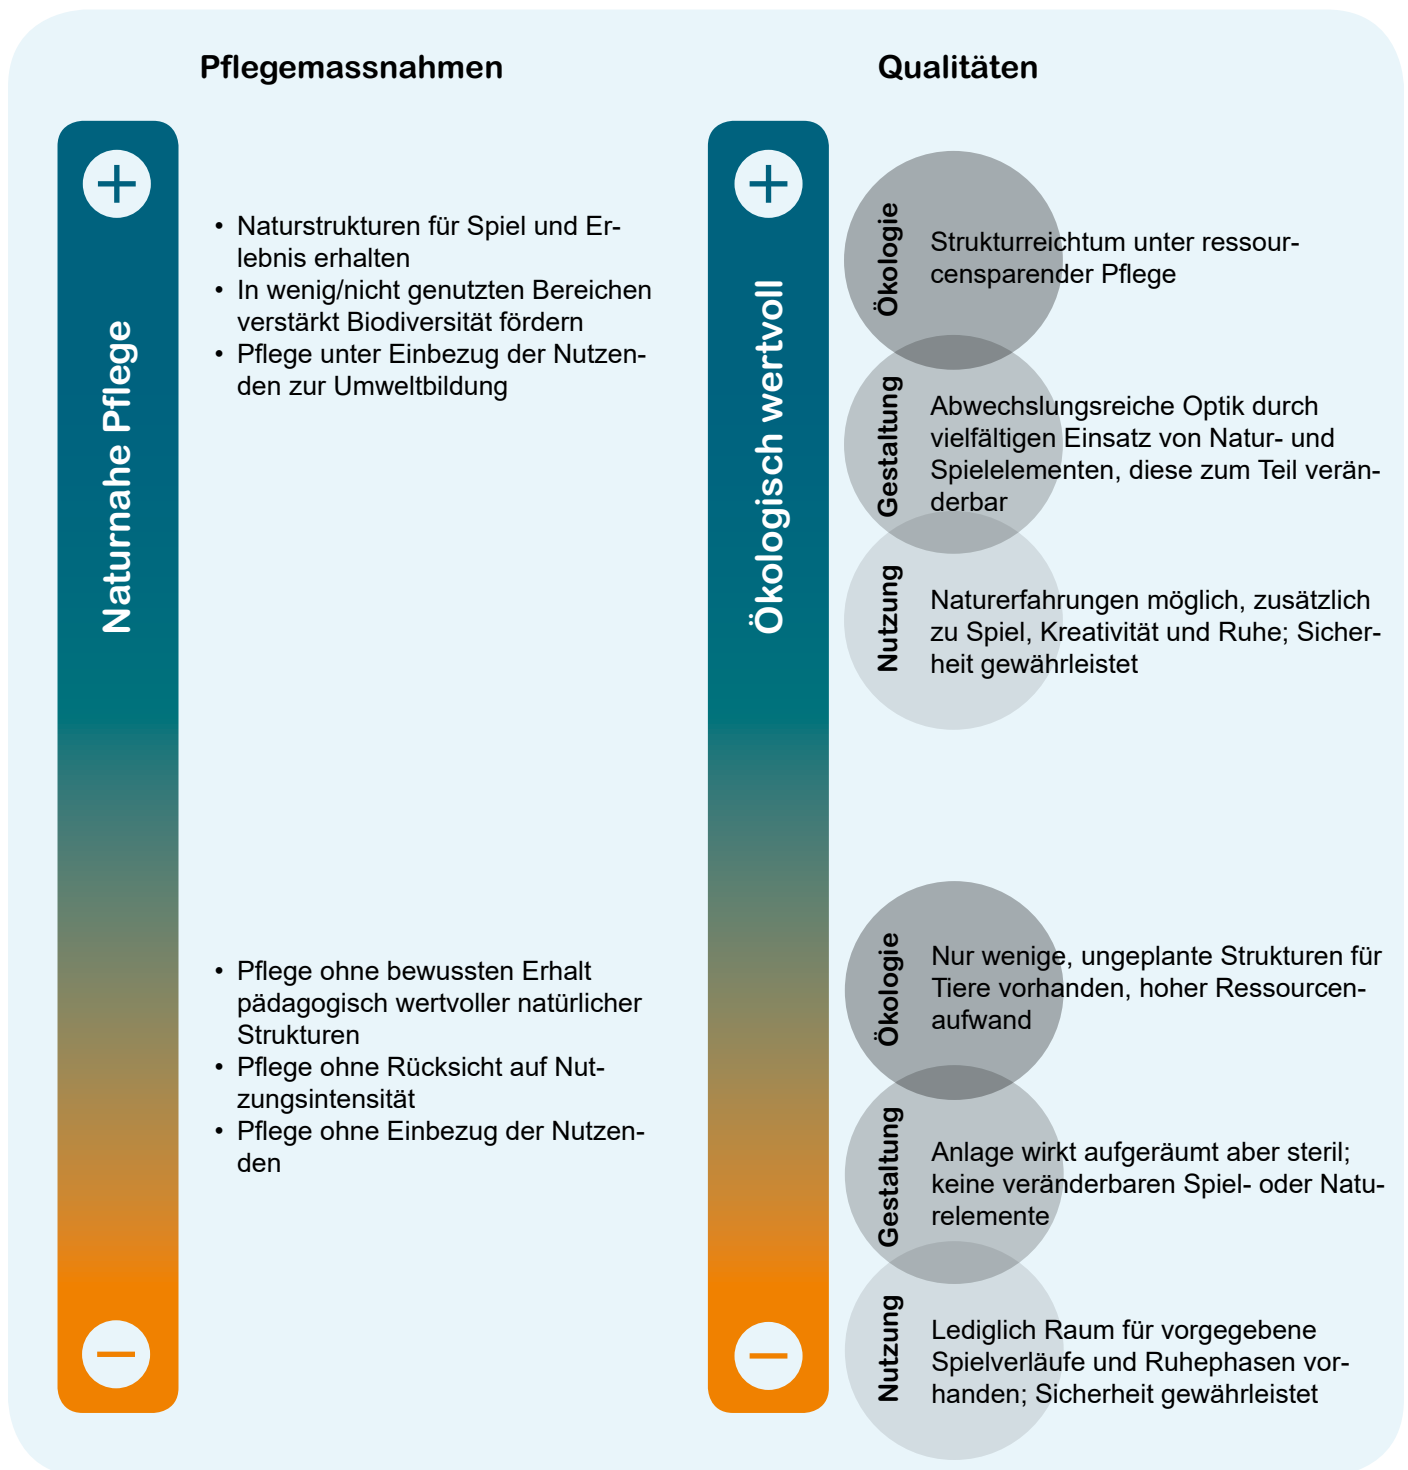 Pflegemassnahmen
Naturnahe Pflege
• Naturstrukturen für Spiel und Er-
lebnis erhalten
• In wenig/nicht genutzten Bereichen
verstärkt Biodiversität fördern
• Pflege unter Einbezug der Nutzen-
den zur Umweltbildung
• Pflege ohne bewussten Erhalt
pädagogisch wertvoller natürlicher
Strukturen
• Pflege ohne Rücksicht auf Nut-
zungsintensität
• Pflege ohne Einbezug der Nutzen-
den
Qualitäten
Ökologisch wertvoll
Ökologie
Strukturreichtum unter ressour-
censparender Pflege
Gestaltung
Abwechslungsreiche Optik durch
vielfältigen Einsatz von Natur- und
Spielelementen, diese zum Teil verän-
derbar
Nutzung
Naturerfahrungen möglich, zusätzlich
zu Spiel, Kreativität und Ruhe; Sicher-
heit gewährleistet
Ökologie
Nur wenige, ungeplante Strukturen für
Tiere vorhanden, hoher Ressourcen-
aufwand
Gestaltung
Anlage wirkt aufgeräumt aber steril;
keine veränderbaren Spiel- oder Natu-
relemente
Nutzung
Lediglich Raum für vorgegebene
Spielverläufe und Ruhephasen vor-
handen; Sicherheit gewährleistet